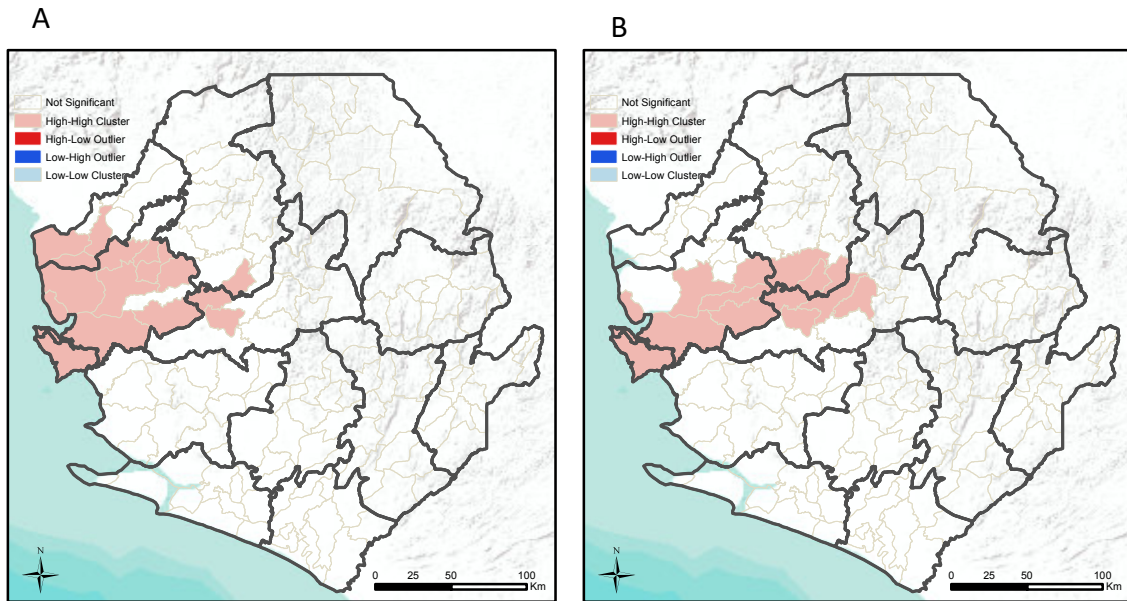 A
Not Significant
High-High Cluster
High-Low Outlier
Low-High Outlier
Low-Low Cluster
N
0 25 50 100
Km
B
Not Significant
High-High Cluster
High-Low Outlier
Low-High Outlier
Low-Low Cluster
N
0 25 50 100
Km